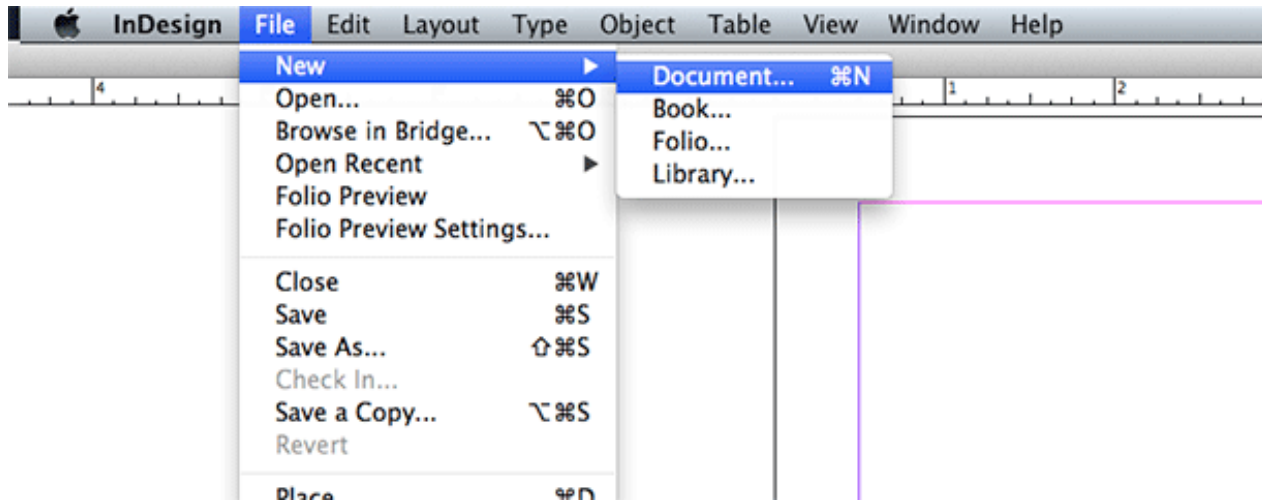 InDesign File Edit Layout Type Object Table View Window Help
New
Open... ⌘O
Browse in Bridge... ⌥⌘O
Open Recent
Folio Preview
Folio Preview Settings...
Close ⌘W
Save ⌘S
Save As... ⇧⌘S
Check In...
Save a Copy... ⌥⌘S
Revert
Place ⌘D
Document... ⌘N
Book...
Folio...
Library...
4
1
2